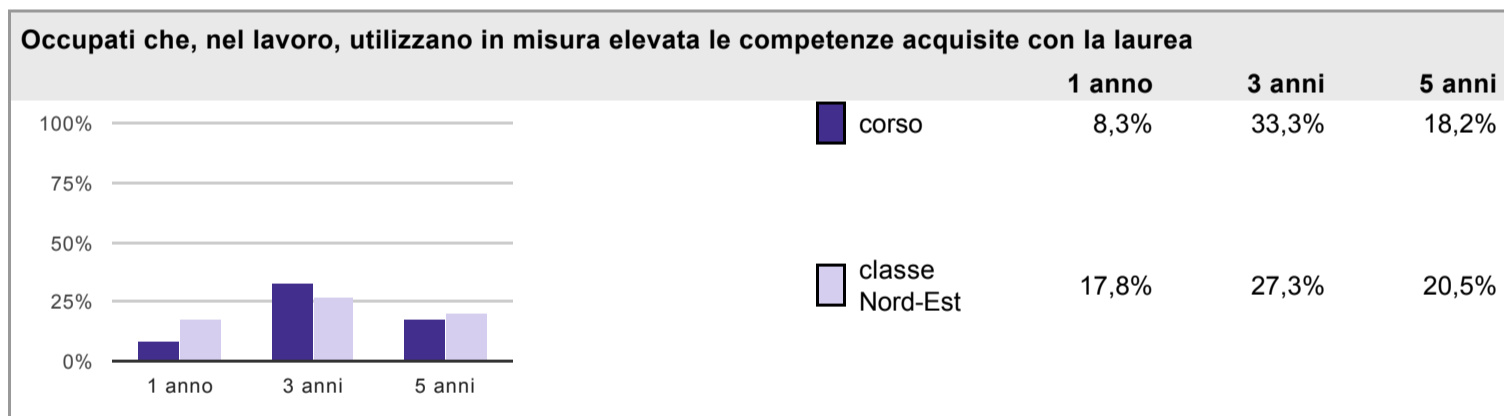 Occupati che, nel lavoro, utilizzano in misura elevata le competenze acquisite con la laurea
1 anno 3 anni 5 anni
100%
75%
50%
25%
0%
1 anno 3 anni 5 anni
corso 8,3% 33,3% 18,2%
classe
Nord-Est 17,8% 27,3% 20,5%